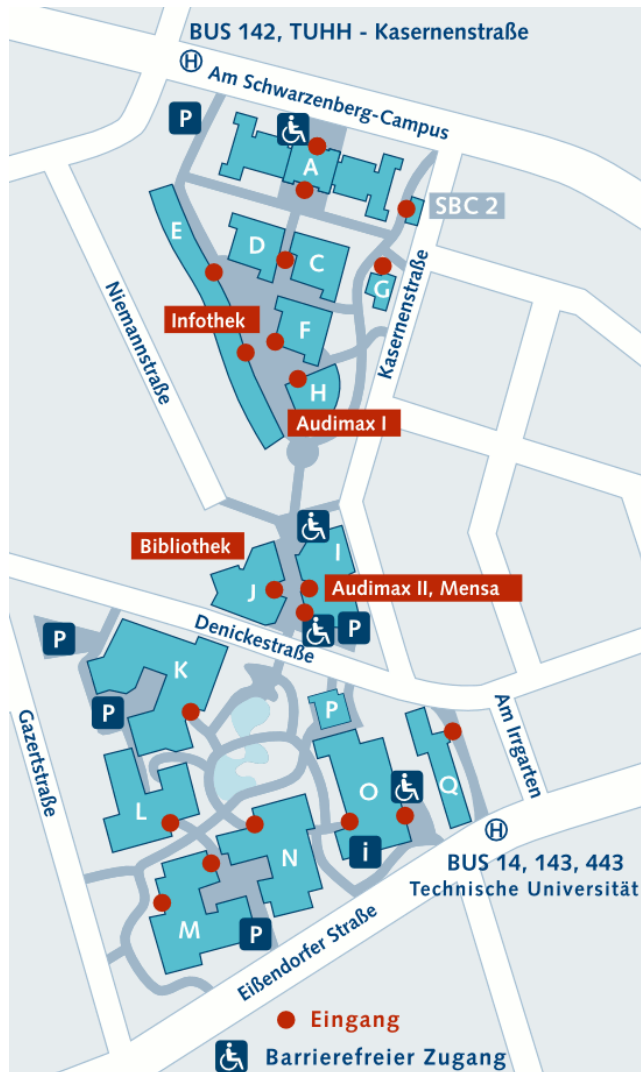 BUS 142, TUHH - Kasernenstraße
H
Am Schwarzenberg-Campus
P
A
SBC 2
E
D
C
G
Niemannstraße
Infothek
F
Kasernenstraße
H
Audimax I
Bibliothek
I
J
Audimax II, Mensa
Denickestraße
P
P
K
P
P
Am Irrgarten
Gazertstraße
L
O
Q
N
i
H
BUS 14, 143, 443
Technische Universität
M
P
Eißendorfer Straße
Eingang
Barrierefreier Zugang